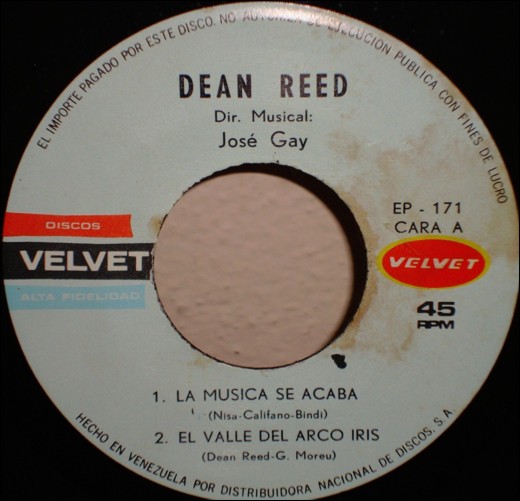 EL IMPORTE PAGADO POR ESTE DISCO. NO AUTORIZA SU EJECUCION PUBLICA CON FINES DE LUCRO
DEAN REED
Dir. Musical:
José Gay
EP - 171
CARA A
DISCOS
VELVET
ALTA FIDELIDAD
VELVET
45
RPM
1. LA MUSICA SE ACABA
(Nisa-Califano-Bindi)
2. EL VALLE DEL ARCO IRIS
(Dean Reed-G. Moreu)
HECHO EN VENEZUELA POR DISTRIBUIDORA NACIONAL DE DISCOS. S.A.